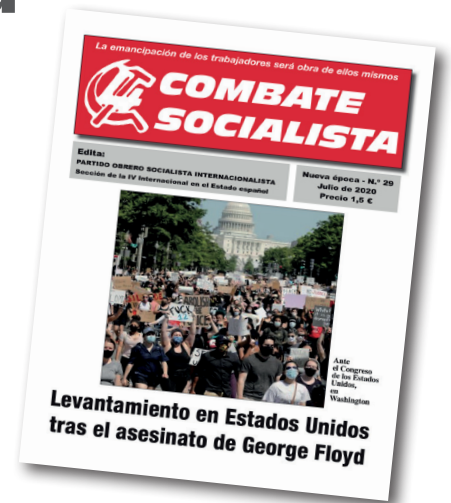 La emancipación de los trabajadores será obra de ellos mismos
COMBATE
SOCIALISTA
Edita:
PARTIDO OBRERO SOCIALISTA INTERNACIONALISTA
Sección de la IV Internacional en el Estado español
Nueva época - N.° 29
Julio de 2020
Precio 1,5 €
ABOLISH
ICE
Ante
el Congreso
de los Estados
Unidos,
en
Washington
Levantamiento en Estados Unidos
tras el asesinato de George Floyd